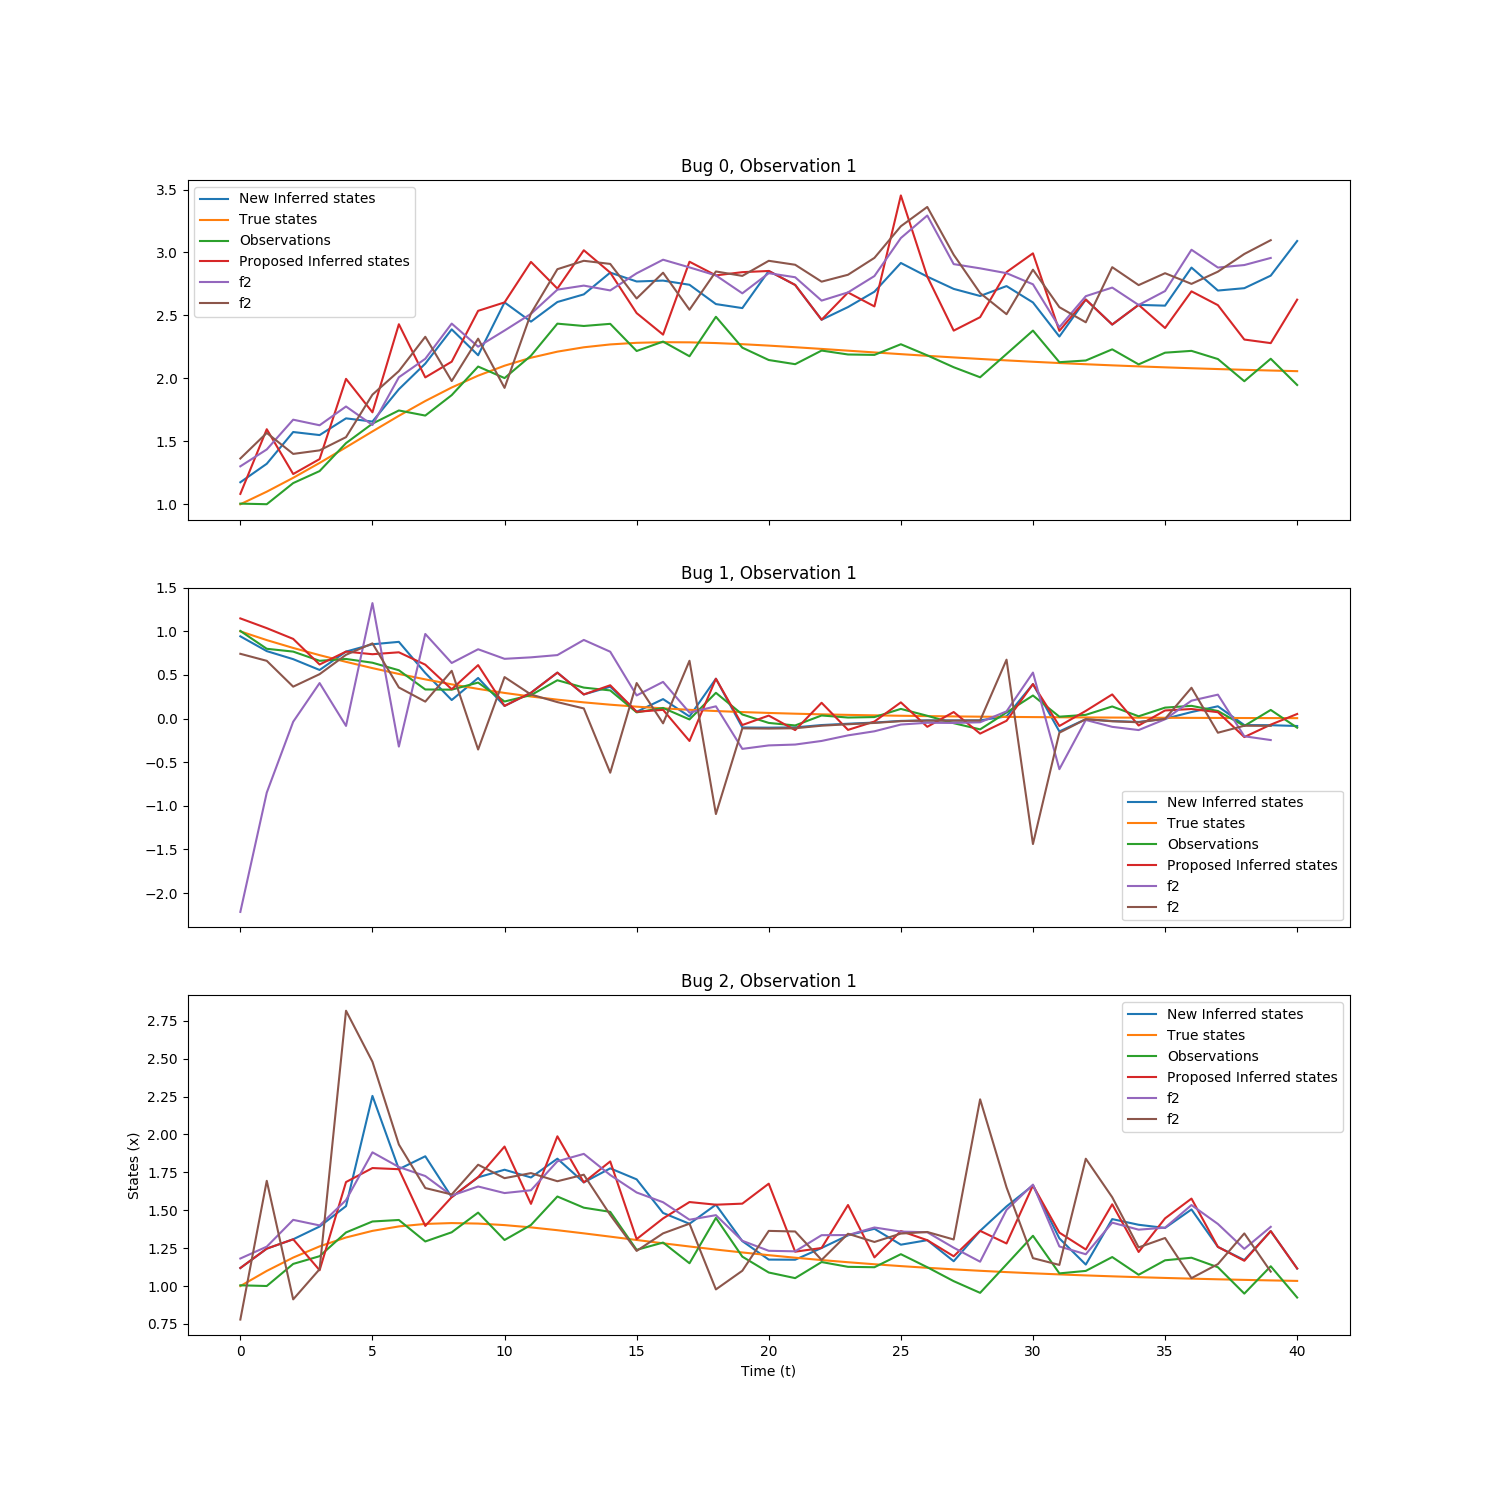 Bug 0, Observation 1
3.5
3.0
2.5
2.0
1.5
1.0
New Inferred states
True states
Observations
Proposed Inferred states
f2
f2
Bug 1, Observation 1
1.5
1.0
0.5
0.0
−0.5
−1.0
−1.5
−2.0
New Inferred states
True states
Observations
Proposed Inferred states
f2
f2
Bug 2, Observation 1
States (x)
2.75
2.50
2.25
2.00
1.75
1.50
1.25
1.00
0.75
New Inferred states
True states
Observations
Proposed Inferred states
f2
f2
0 5 10 15 20 25 30 35 40
Time (t)